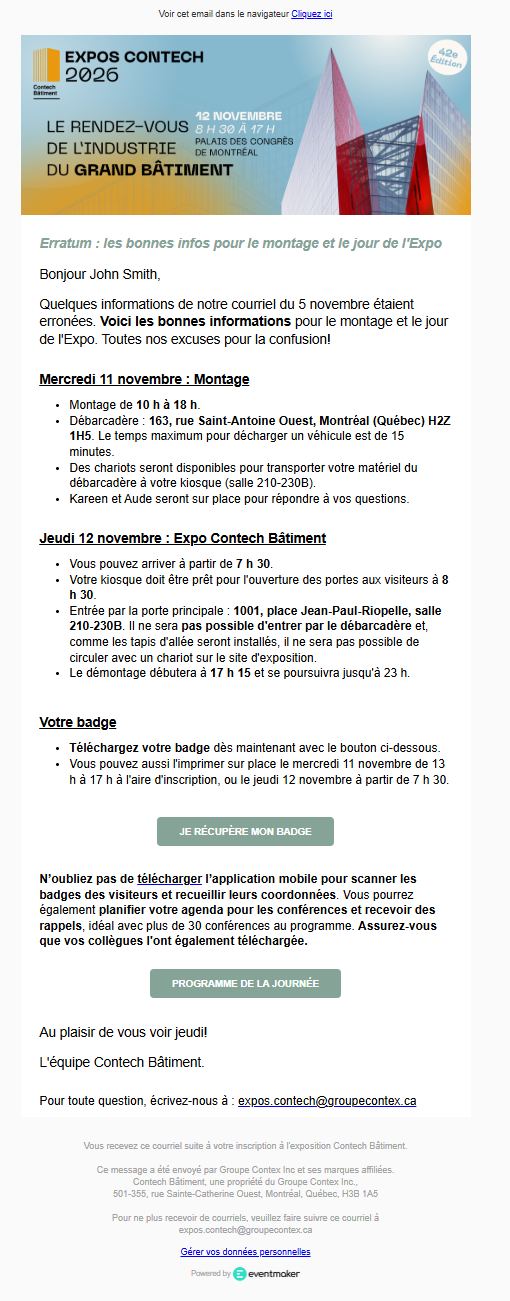 Voir cet email dans le navigateur Cliquez ici
EXPOS CONTECH
2026
Contech
Bâtiment
42e
Édition
LE RENDEZ-VOUS
DE L'INDUSTRIE
DU GRAND BÂTIMENT
12 NOVEMBRE
8 H 30 À 17 H
PALAIS DES CONGRÈS
DE MONTRÉAL
Erratum : les bonnes infos pour le montage et le jour de l'Expo
Bonjour John Smith,
Quelques informations de notre courriel du 5 novembre étaient
erronées. Voici les bonnes informations pour le montage et le jour
de l'Expo. Toutes nos excuses pour la confusion!
Mercredi 11 novembre : Montage
• Montage de 10 h à 18 h.
• Débarcadère : 163, rue Saint-Antoine Ouest, Montréal (Québec) H2Z
1H5. Le temps maximum pour décharger un véhicule est de 15
minutes.
• Des chariots seront disponibles pour transporter votre matériel du
débarcadère à votre kiosque (salle 210-230B).
• Kareen et Aude seront sur place pour répondre à vos questions.
Jeudi 12 novembre : Expo Contech Bâtiment
• Vous pouvez arriver à partir de 7 h 30.
• Votre kiosque doit être prêt pour l'ouverture des portes aux visiteurs à 8
h 30.
• Entrée par la porte principale : 1001, place Jean-Paul-Riopelle, salle
210-230B. Il ne sera pas possible d'entrer par le débarcadère et,
comme les tapis d'allée seront installés, il ne sera pas possible de
circuler avec un chariot sur le site d'exposition.
• Le démontage débutera à 17 h 15 et se poursuivra jusqu'à 23 h.
Votre badge
• Téléchargez votre badge dès maintenant avec le bouton ci-dessous.
• Vous pouvez aussi l'imprimer sur place le mercredi 11 novembre de 13
h à 17 h à l'aire d'inscription, ou le jeudi 12 novembre à partir de 7 h 30.
JE RÉCUPÈRE MON BADGE
N'oubliez pas de télécharger l'application mobile pour scanner les
badges des visiteurs et recueillir leurs coordonnées. Vous pourrez
également planifier votre agenda pour les conférences et recevoir des
rappels, idéal avec plus de 30 conférences au programme. Assurez-vous
que vos collègues l'ont également téléchargée.
PROGRAMME DE LA JOURNÉE
Au plaisir de vous voir jeudi!
L'équipe Contech Bâtiment.
Pour toute question, écrivez-nous à : expos.contech@groupecontex.ca
Vous recevez ce courriel suite à votre inscription à l'exposition Contech Bâtiment.
Ce message a été envoyé par Groupe Contex Inc et ses marques affiliées.
Contech Bâtiment, une propriété du Groupe Contex Inc.,
501-355, rue Sainte-Catherine Ouest, Montréal, Québec, H3B 1A5
Pour ne plus recevoir de courriels, veuillez faire suivre ce courriel à
expos.contech@groupecontex.ca
Gérer vos données personnelles
Powered by eventmaker